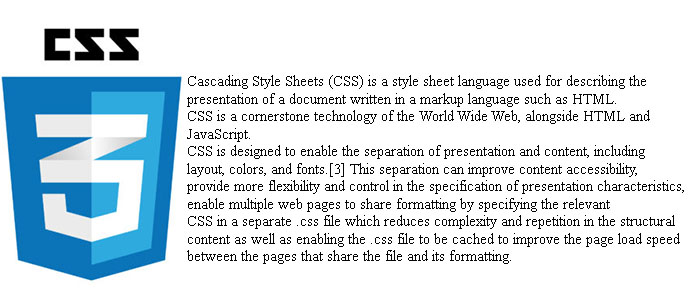 CSS
3
Cascading Style Sheets (CSS) is a style sheet language used for describing the
presentation of a document written in a markup language such as HTML.
CSS is a cornerstone technology of the World Wide Web, alongside HTML and
JavaScript.
CSS is designed to enable the separation of presentation and content, including
layout, colors, and fonts.[3] This separation can improve content accessibility,
provide more flexibility and control in the specification of presentation characteristics,
enable multiple web pages to share formatting by specifying the relevant
CSS in a separate .css file which reduces complexity and repetition in the structural
content as well as enabling the .css file to be cached to improve the page load speed
between the pages that share the file and its formatting.